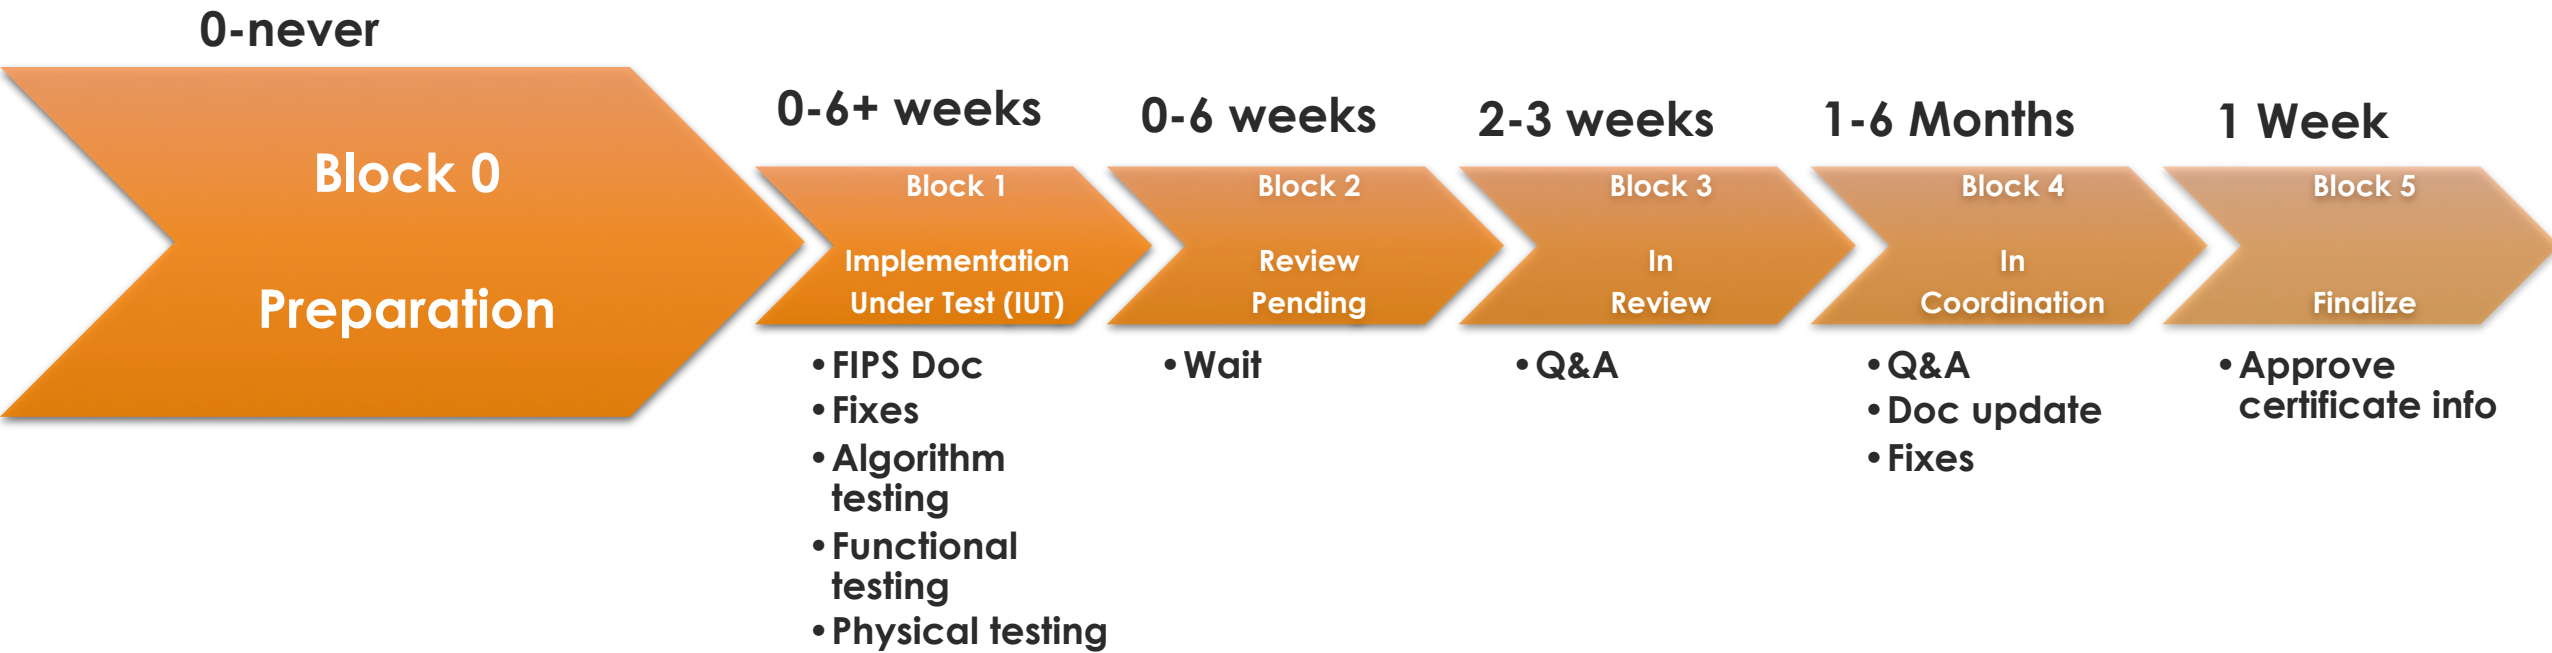 0-never
Block 0
Preparation
0-6+ weeks
Block 1
Implementation
Under Test (IUT)
•FIPS Doc
•Fixes
•Algorithm
testing
•Functional
testing
•Physical testing
0-6 weeks
Block 2
Review
Pending
•Wait
2-3 weeks
Block 3
In
Review
•Q&A
1-6 Months
Block 4
In
Coordination
•Q&A
•Doc update
•Fixes
1 Week
Block 5
Finalize
•Approve
certificate info